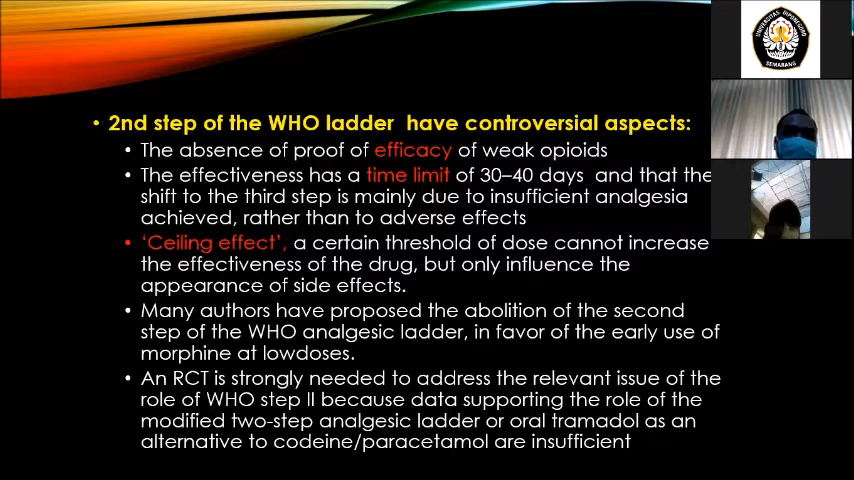 • 2nd step of the WHO ladder have controversial aspects:
• The absence of proof of efficacy of weak opioids
• The effectiveness has a time limit of 30–40 days and that the
shift to the third step is mainly due to insufficient analgesia
achieved, rather than to adverse effects
• ‘Ceiling effect’, a certain threshold of dose cannot increase
the effectiveness of the drug, but only influence the
appearance of side effects.
• Many authors have proposed the abolition of the second
step of the WHO analgesic ladder, in favor of the early use of
morphine at lowdoses.
• An RCT is strongly needed to address the relevant issue of the
role of WHO step II because data supporting the role of the
modified two-step analgesic ladder or oral tramadol as an
alternative to codeine/paracetamol are insufficient
UNIVERSITAS DIPONEGORO
SEMARANG